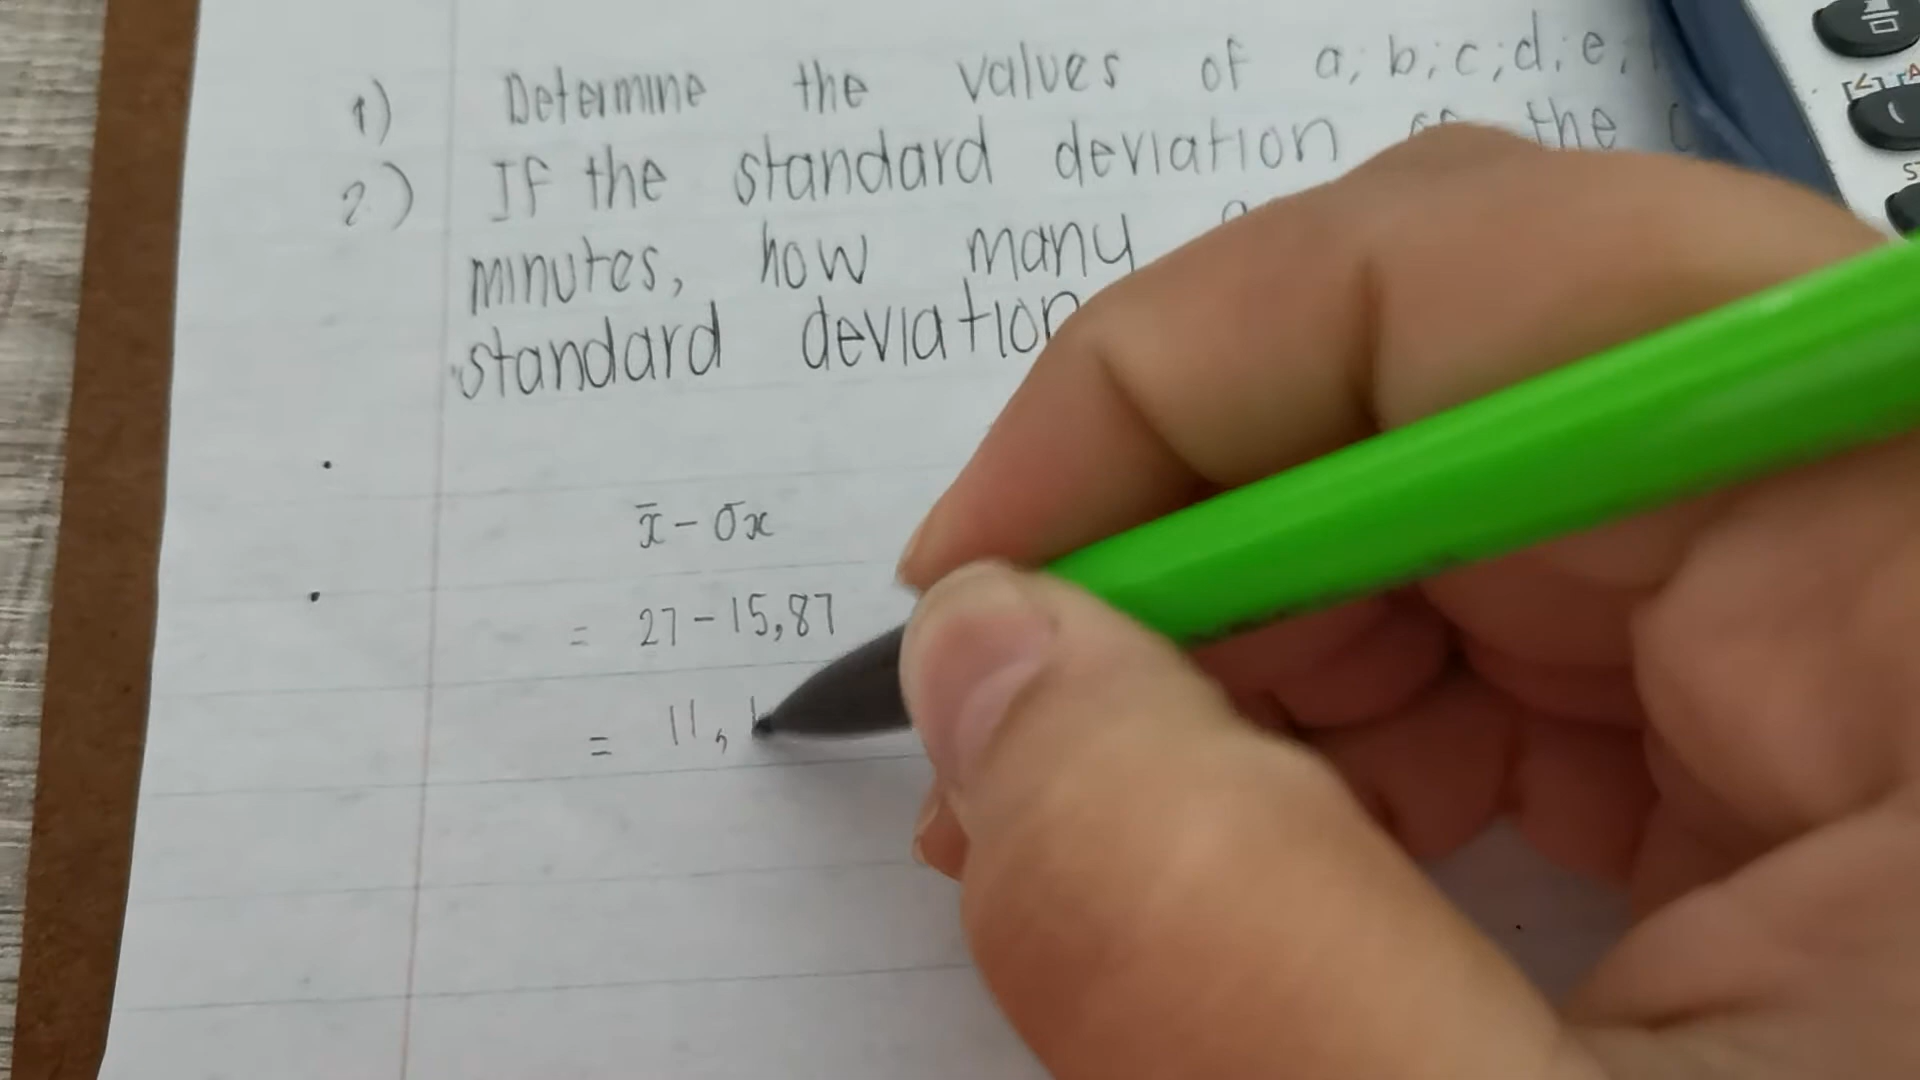 1) Determine the values of a; b; c; d; e;
2) If the standard deviation the
minutes, how many
standard deviation
x̄ - σx
= 27 - 15,87
= 11,